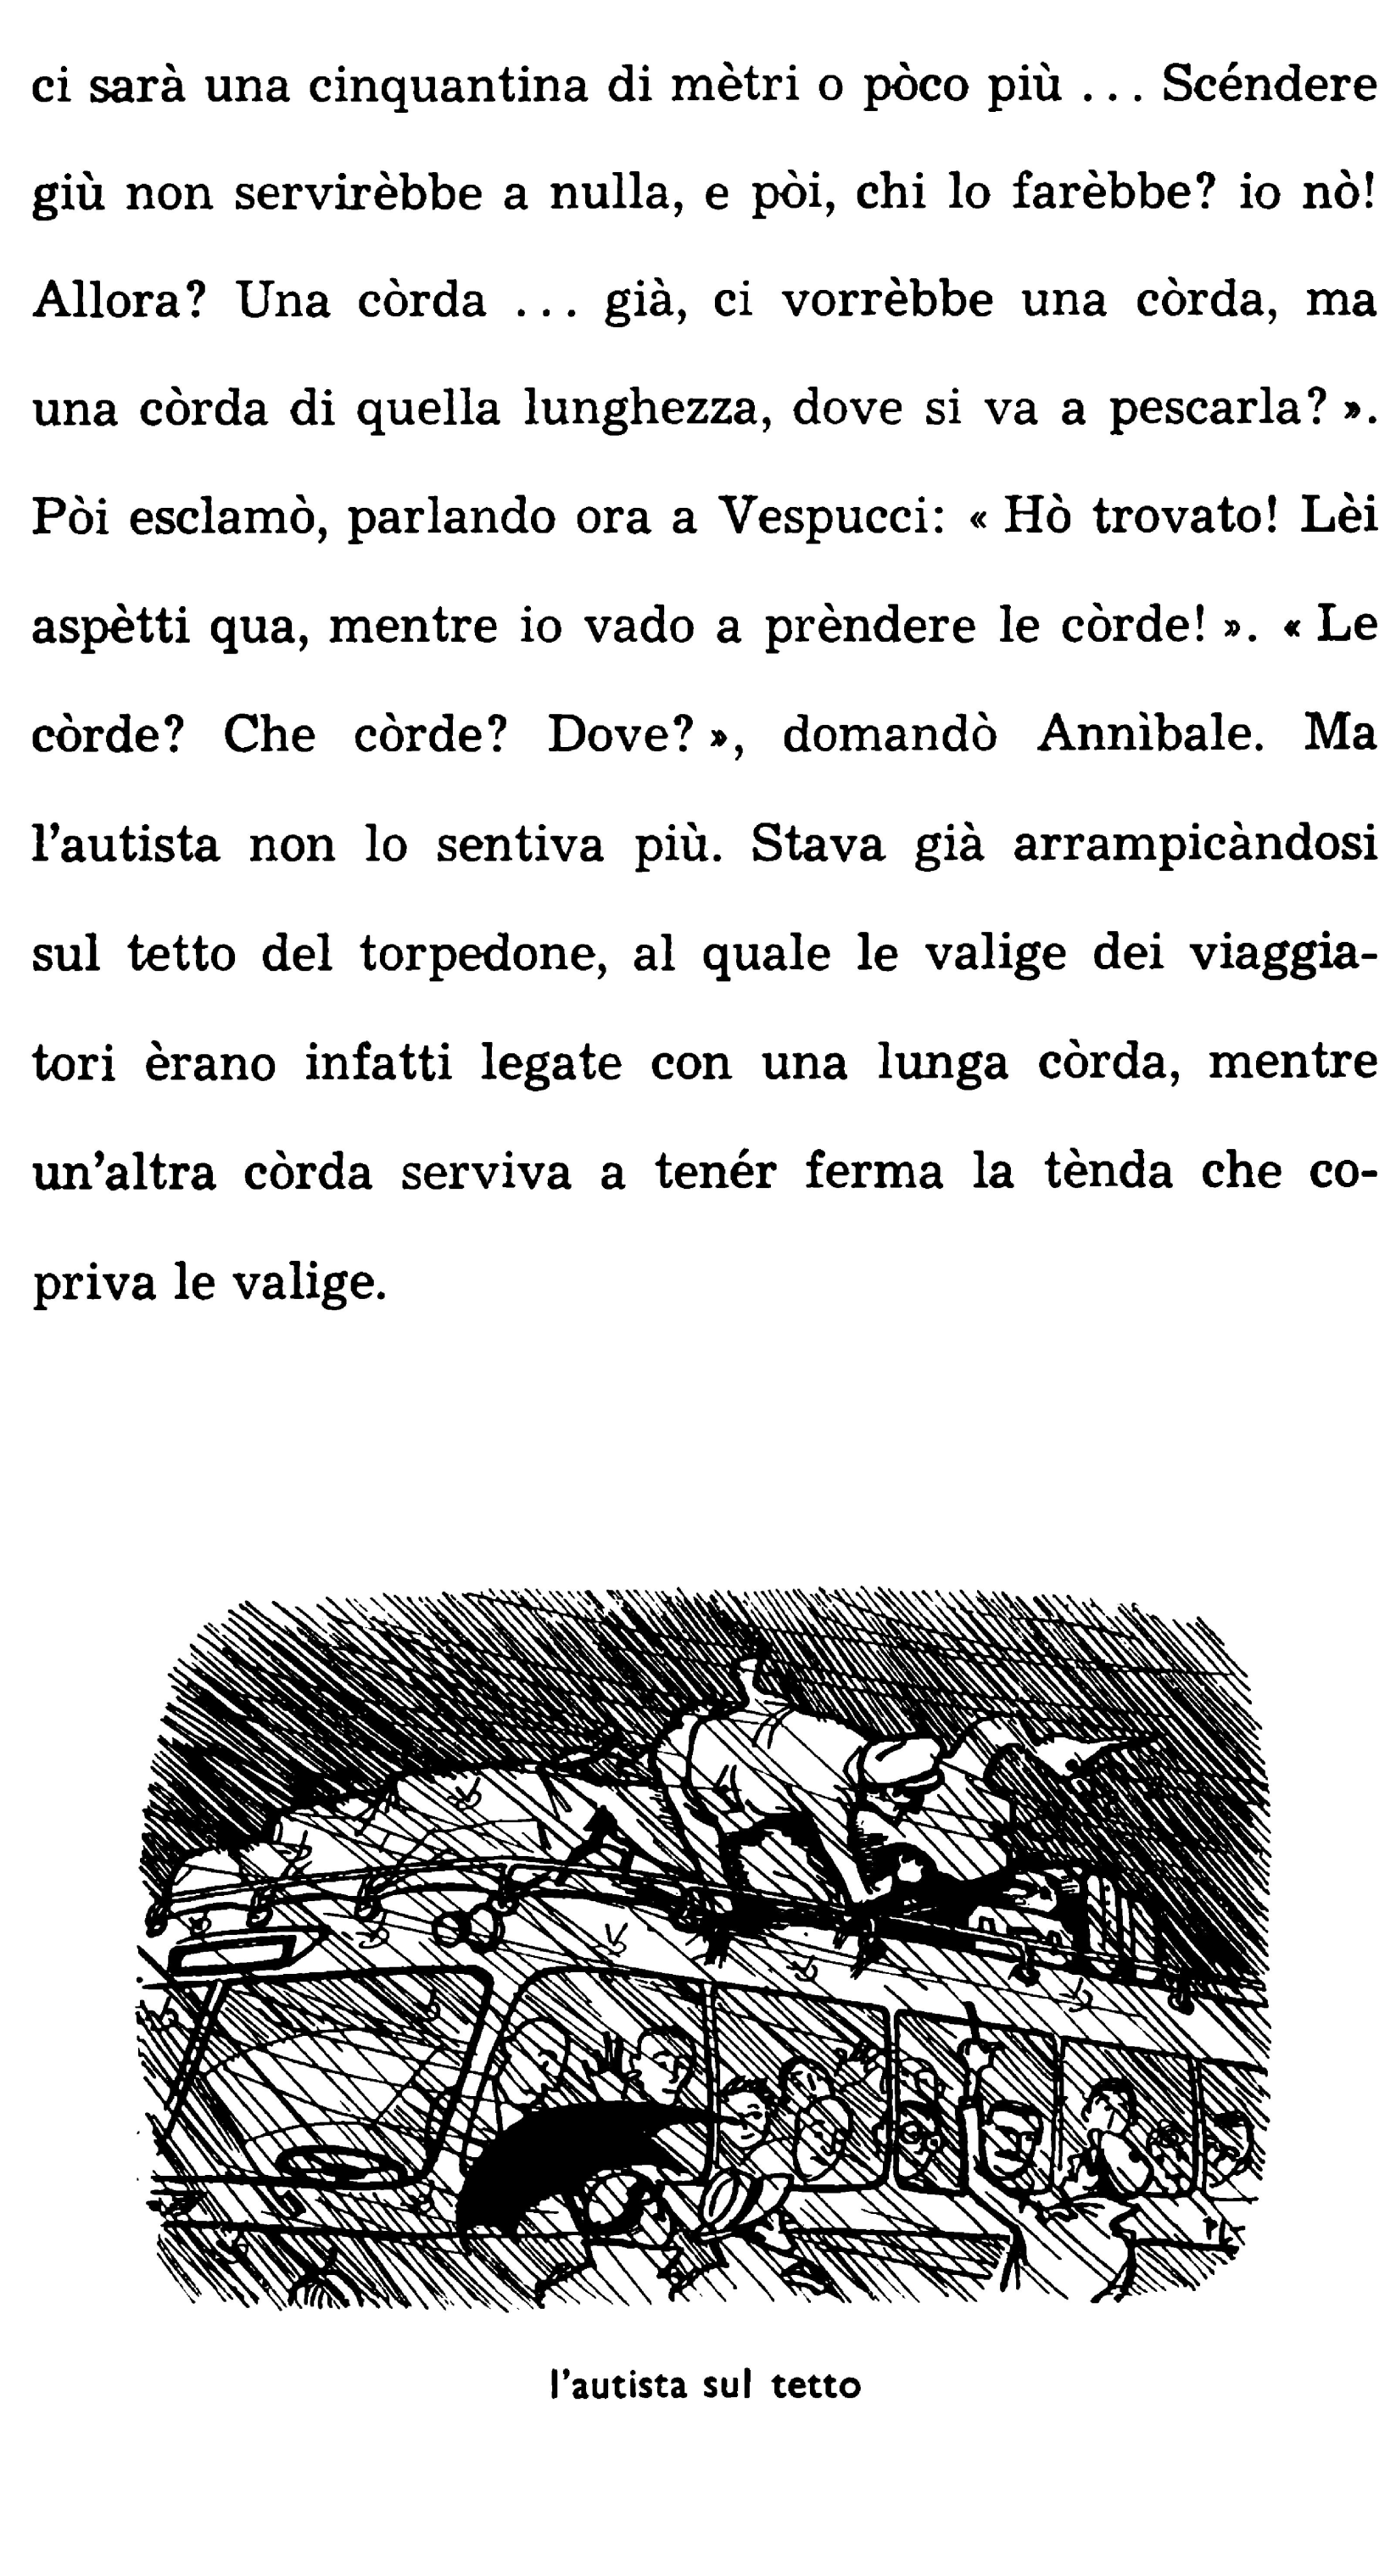 ci sarà una cinquantina di mètri o pòco più ... Scéndere
giù non servirèbbe a nulla, e pòi, chi lo farèbbe? io nò!
Allora? Una còrda ... già, ci vorrèbbe una còrda, ma
una còrda di quella lunghezza, dove si va a pescarla? ».
Pòi esclamò, parlando ora a Vespucci: « Hò trovato! Lèi
aspètti qua, mentre io vado a prèndere le còrde! ». « Le
còrde? Che còrde? Dove? », domandò Annìbale. Ma
l'autista non lo sentiva più. Stava già arrampicàndosi
sul tetto del torpedone, al quale le valige dei viaggia-
tori èrano infatti legate con una lunga còrda, mentre
un'altra còrda serviva a tenér ferma la tènda che co-
priva le valige.
l'autista sul tetto